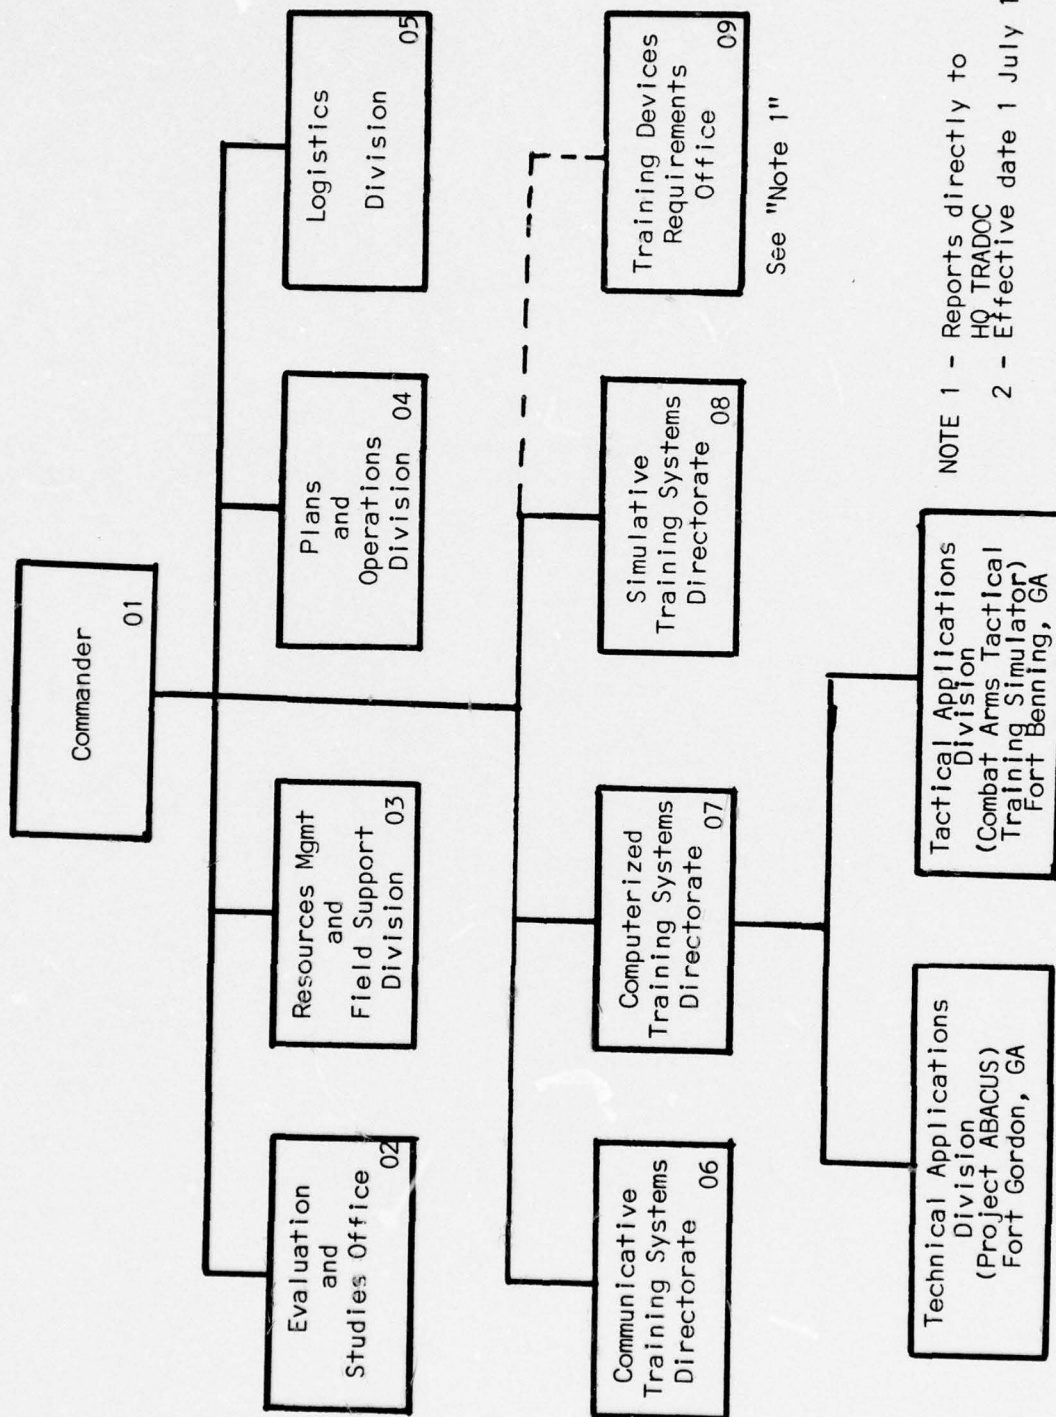 Commander
01
Evaluation
and
Studies Office
02
Resources Mgmt
and
Field Support
Division 03
Plans
and
Operations
Division 04
Logistics
Division
05
Communicative
Training Systems
Directorate
06
Computerized
Training Systems
Directorate
07
Simulative
Training Systems
Directorate
08
Training Devices
Requirements
Office
09
See "Note 1"
Technical Applications
Division
(Project ABACUS)
Fort Gordon, GA
Tactical Applications
Division
(Combat Arms Tactical
Training Simulator)
Fort Benning, GA
NOTE 1 - Reports directly to
HQ TRADOC
2 - Effective date 1 July